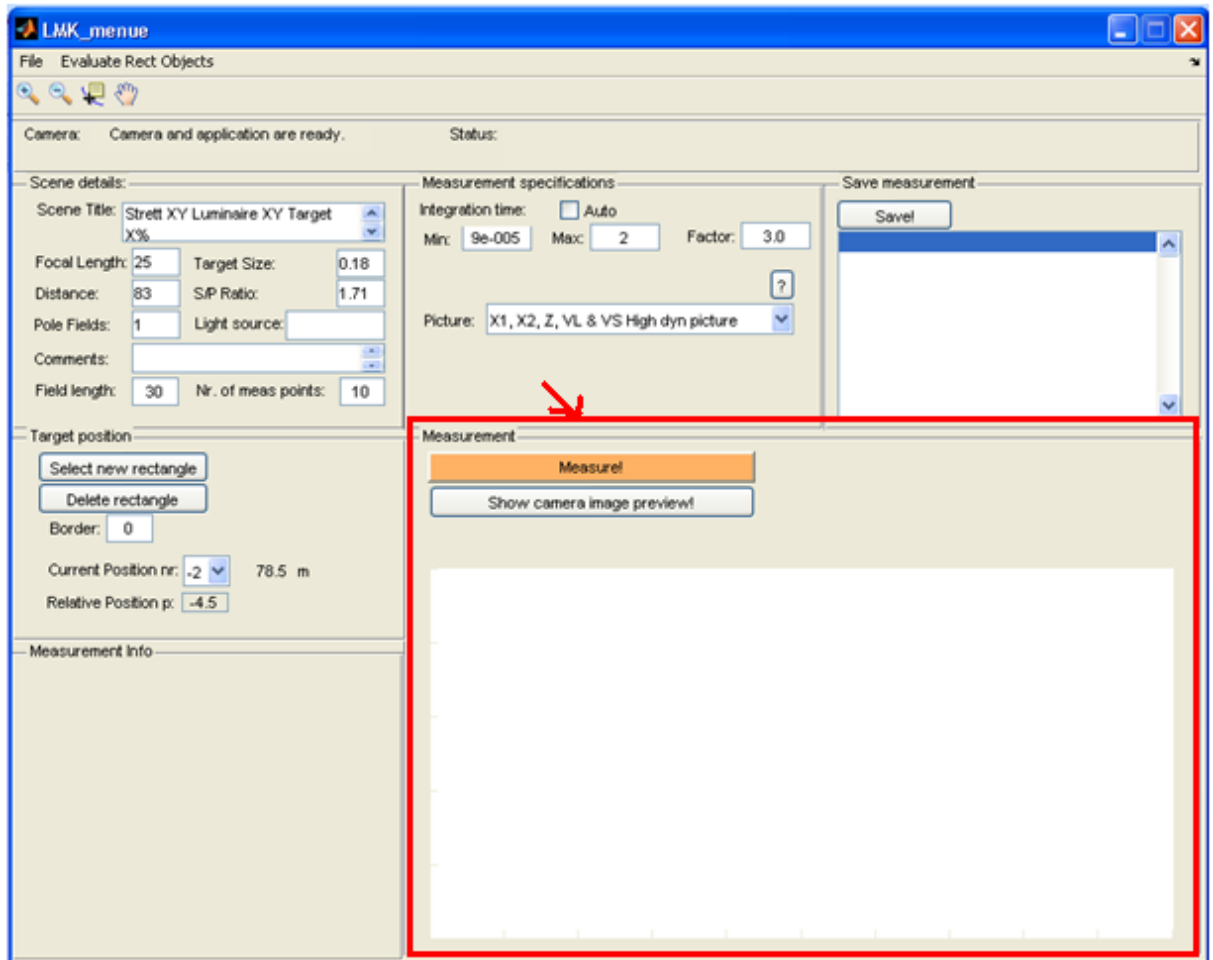 LMK_menue
File Evaluate Rect Objects
Camera: Camera and application are ready. Status:
Scene details:
Scene Title: Strett XY Luminaire XY Target
X%
Focal Length: 25 Target Size: 0.18
Distance: 83 S/P Ratio: 1.71
Pole Fields: 1 Light source:
Comments:
Field length: 30 Nr. of meas points: 10
Measurement specifications
Integration time: Auto
Min: 9e-005 Max: 2 Factor: 3.0
?
Picture: X1, X2, Z, VL & VS High dyn picture
Save measurement
Save!
Target position
Select new rectangle
Delete rectangle
Border: 0
Current Position nr: -2 78.5 m
Relative Position p: -4.5
Measurement
Measure!
Show camera image preview!
Measurement Info